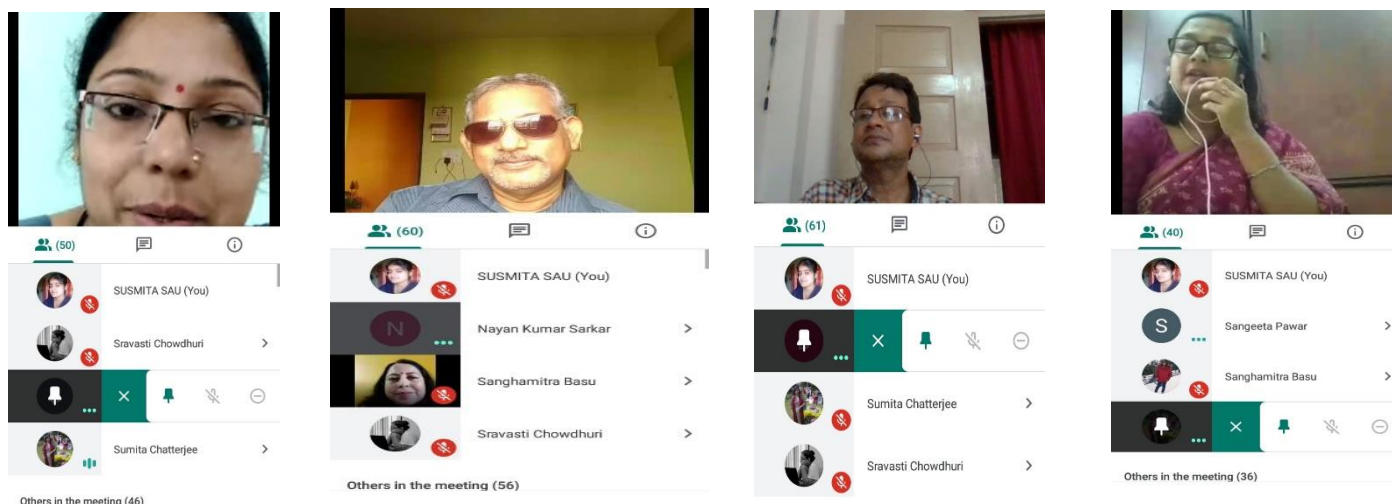 (50)
SUSMITA SAU (You)
Sravasti Chowdhuri
Sumita Chatterjee
Others in the meeting (46)
(60)
SUSMITA SAU (You)
N
Nayan Kumar Sarkar
Sanghamitra Basu
Sravasti Chowdhuri
Others in the meeting (56)
(61)
SUSMITA SAU (You)
Sumita Chatterjee
Sravasti Chowdhuri
(40)
SUSMITA SAU (You)
S
Sangeeta Pawar
Sanghamitra Basu
Others in the meeting (36)